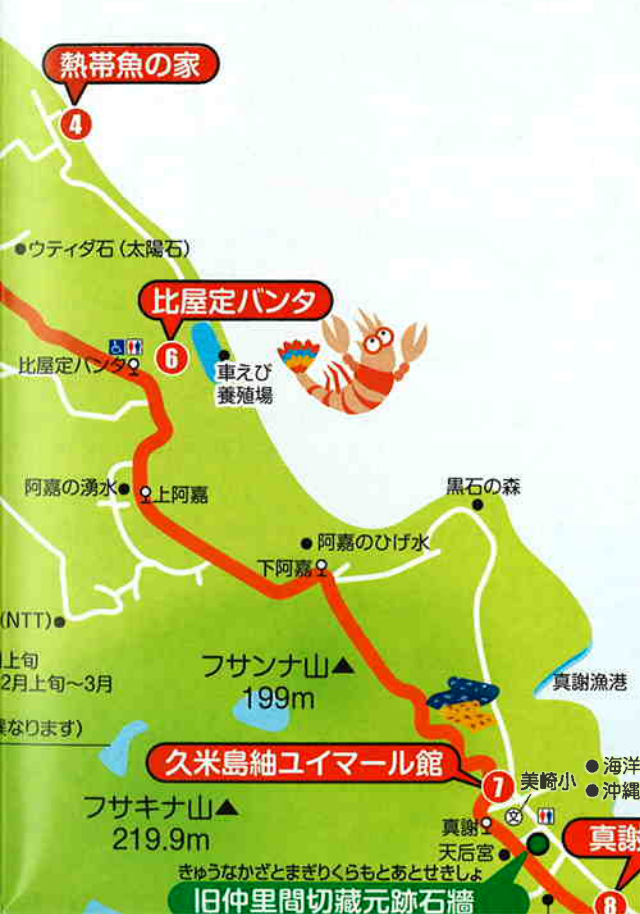 熱帯魚の家
4
ウティダ石(太陽石)
比屋定バンタ
6
比屋定バンタ
車えび
養殖場
阿嘉の湧水
上阿嘉
黒石の森
阿嘉のひげ水
下阿嘉
(NTT)
上旬
2月上旬〜3月
なります)
フサンナ山▲
199m
真謝漁港
久米島紬ユイマール館
7
美崎小
海洋
沖縄
文
フサキナ山▲
219.9m
真謝
天后宮
真謝
8
きゅうなかざとまぎりくらもとあとせきしょ
旧仲里間切蔵元跡石牆